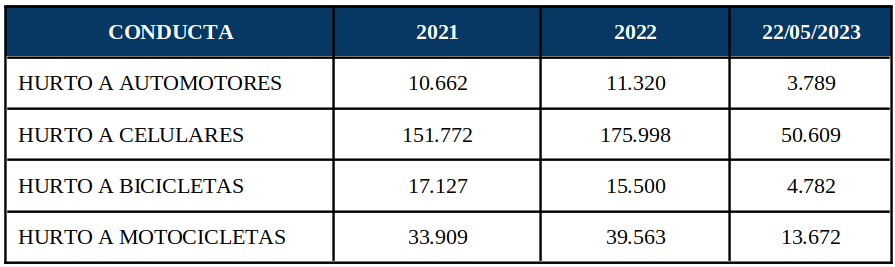 CONDUCTA 2021 2022 22/05/2023
HURTO A AUTOMOTORES 10.662 11.320 3.789
HURTO A CELULARES 151.772 175.998 50.609
HURTO A BICICLETAS 17.127 15.500 4.782
HURTO A MOTOCICLETAS 33.909 39.563 13.672